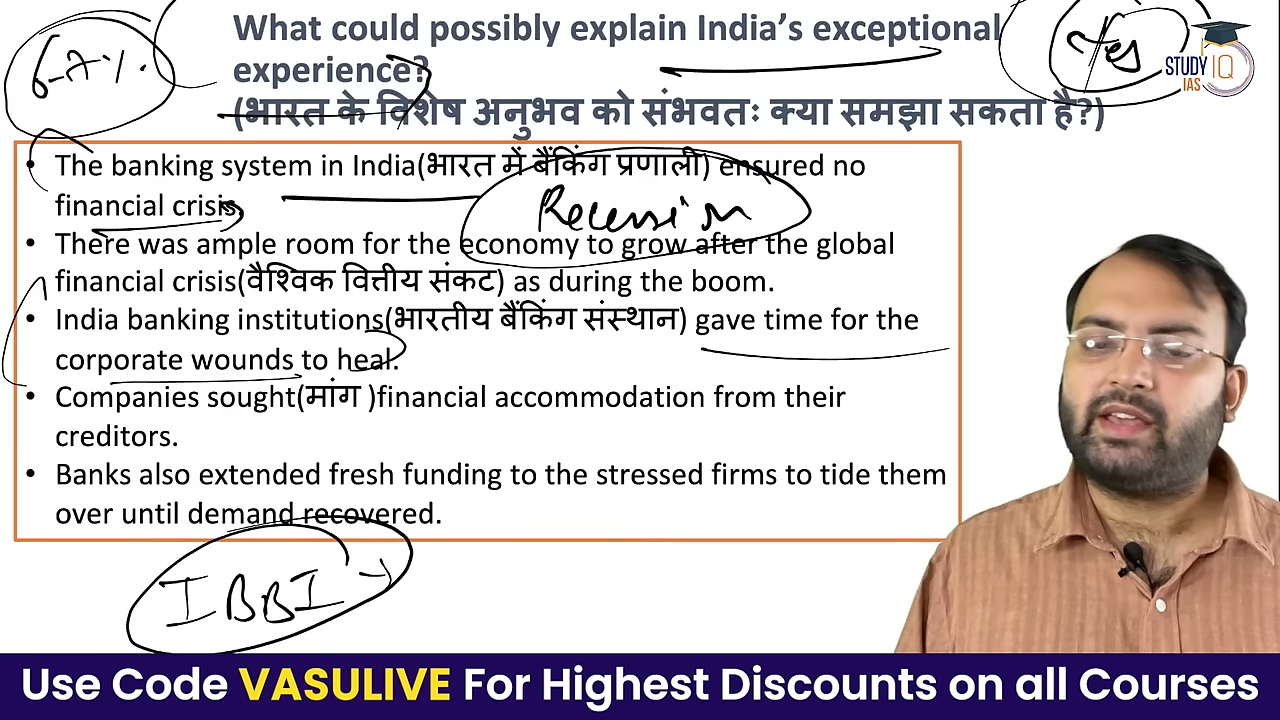 What could possibly explain India's exceptional
experience?
(भारत के विशेष अनुभव को संभवतः क्या समझा सकता है?)
6-7%.
Yes
STUDY IQ
IAS
• The banking system in India(भारत में बैंकिंग प्रणाली) ensured no
financial crisis.
Recession
• There was ample room for the economy to grow after the global
financial crisis(वैश्विक वित्तीय संकट) as during the boom.
• India banking institutions(भारतीय बैंकिंग संस्थान) gave time for the
corporate wounds to heal.
• Companies sought(मांग )financial accommodation from their
creditors.
• Banks also extended fresh funding to the stressed firms to tide them
over until demand recovered.
IBBI
Use Code VASULIVE For Highest Discounts on all Courses